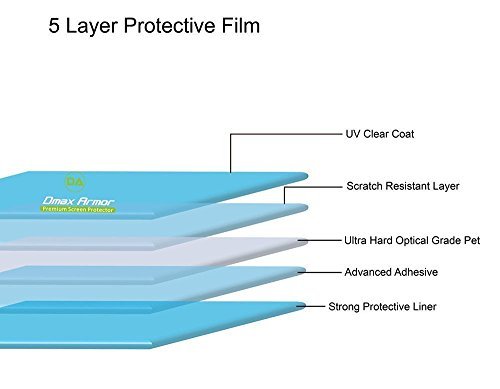 5 Layer Protective Film
UV Clear Coat
DA
Scratch Resistant Layer
Dmax Armor
Premium Screen Protector
Ultra Hard Optical Grade Pet
Advanced Adhesive
Strong Protective Liner